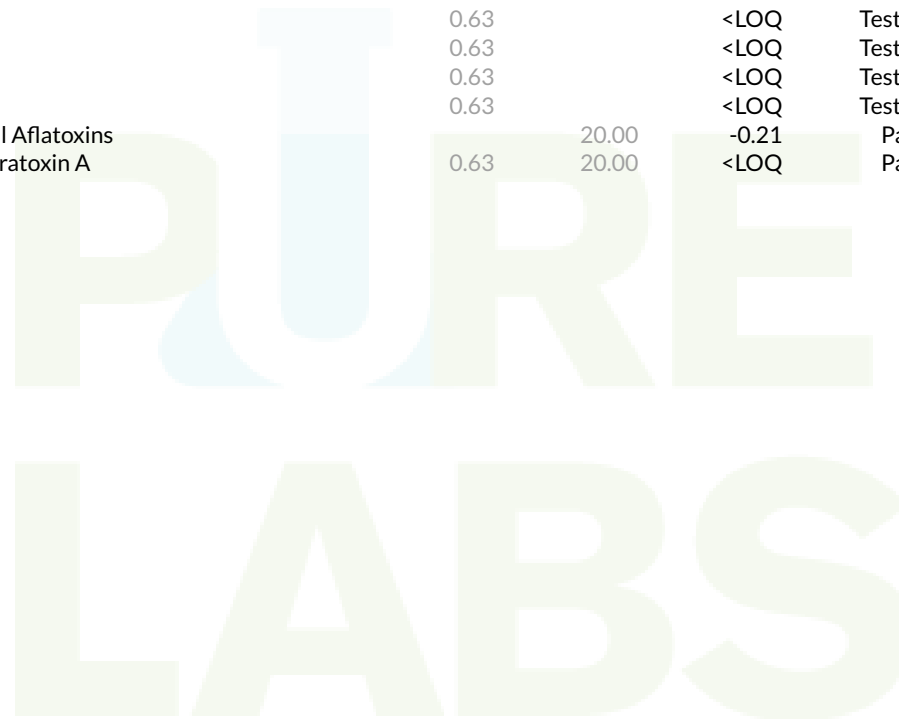 0.63 <LOQ Test
0.63 <LOQ Test
0.63 <LOQ Test
0.63 <LOQ Test
l Aflatoxins 20.00 -0.21 Pa
ratoxin A 0.63 20.00 <LOQ Pa
PURE
LABS